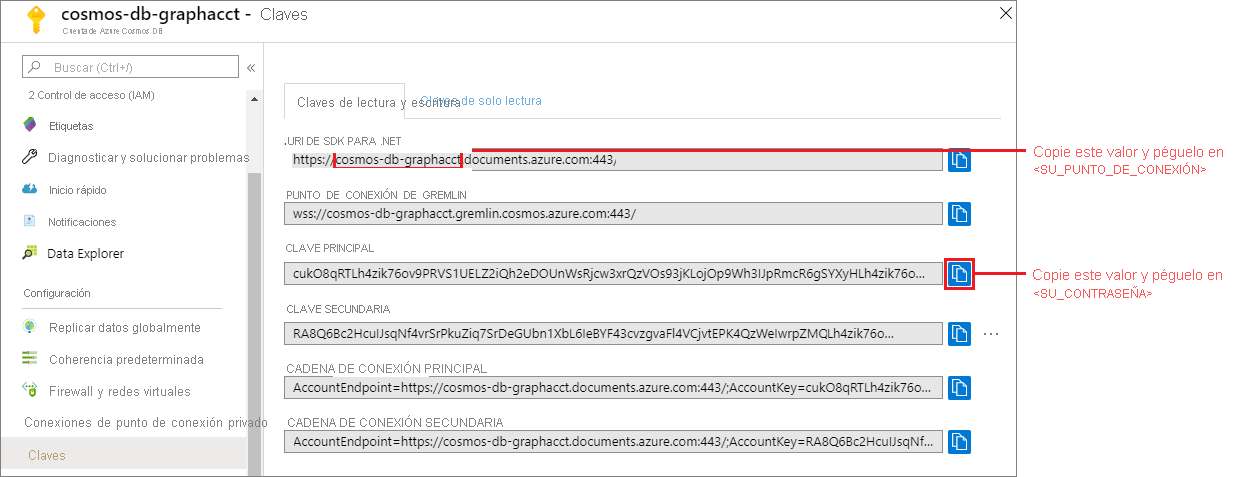 cosmos-db-graphacct - Claves
Cuenta de Azure Cosmos DB
Buscar (Ctrl+/)
«
2 Control de acceso (IAM)
Etiquetas
Diagnosticar y solucionar problemas
Inicio rápido
Notificaciones
Data Explorer
Configuración
Replicar datos globalmente
Coherencia predeterminada
Firewall y redes virtuales
Conexiones de punto de conexión privado
Claves
Claves de lectura y escritura
Claves de solo lectura
.URI DE SDK PARA .NET
https://cosmos-db-graphacct.documents.azure.com:443/
PUNTO DE CONEXIÓN DE GREMLIN
wss://cosmos-db-graphacct.gremlin.cosmos.azure.com:443/
CLAVE PRINCIPAL
cukO8qRTLh4zik76ov9PRVS1UELZ2iQh2eDOUnWsRjcw3xrQzVOs93jKLojOp9Wh3IJpRmcR6gSYXyHLh4zik76o...
CLAVE SECUNDARIA
RA8Q6Bc2HcuIJsqNf4vrSrPkuZiq7SrDeGUbn1XbL6IeBYF43cvzgvaFl4VCjvtEPK4QzWeIwrpZMQLh4zik76o...
CADENA DE CONEXIÓN PRINCIPAL
AccountEndpoint=https://cosmos-db-graphacct.documents.azure.com:443/;AccountKey=cukO8qRTLh4zik76o...
CADENA DE CONEXIÓN SECUNDARIA
AccountEndpoint=https://cosmos-db-graphacct.documents.azure.com:443/;AccountKey=RA8Q6Bc2HcuIJsqNf...
Copie este valor y péguelo en
<SU_PUNTO_DE_CONEXIÓN>
Copie este valor y péguelo en
<SU_CONTRASEÑA>